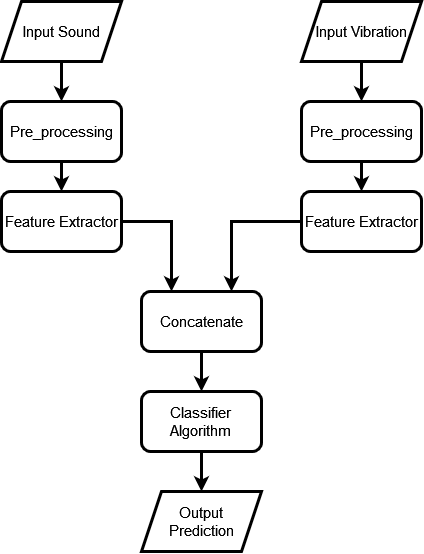 Input Sound
Input Vibration
Pre_processing
Pre_processing
Feature Extractor
Feature Extractor
Concatenate
Classifier
Algorithm
Output
Prediction